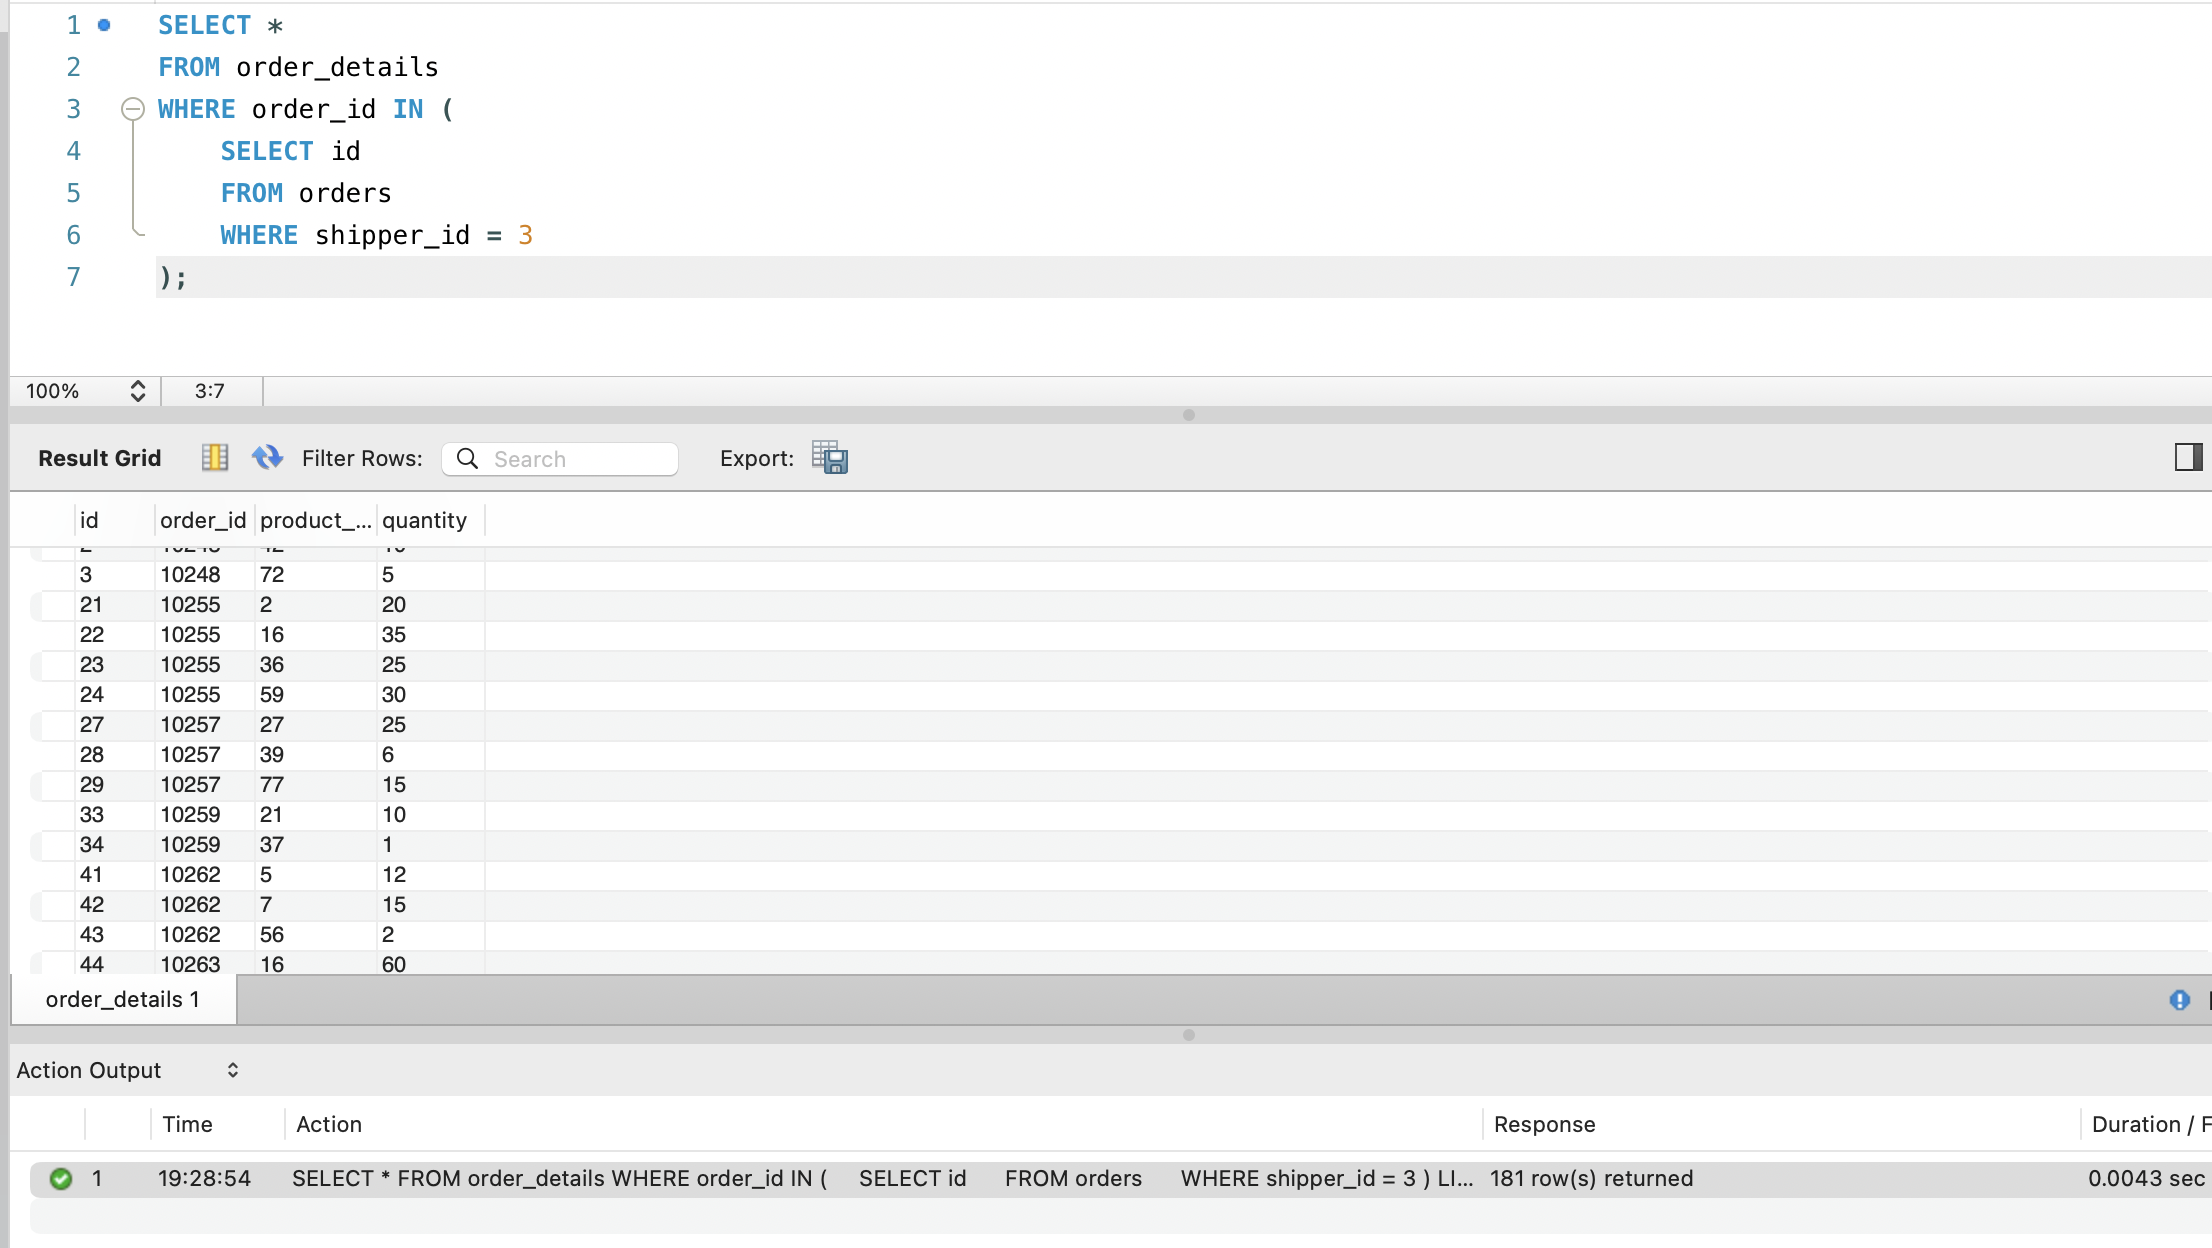 1 SELECT *
2 FROM order_details
3 WHERE order_id IN (
4 SELECT id
5 FROM orders
6 WHERE shipper_id = 3
7 );
100% 3:7
Result Grid Filter Rows: Search Export:
id order_id product_... quantity
3 10248 72 5
21 10255 2 20
22 10255 16 35
23 10255 36 25
24 10255 59 30
27 10257 27 25
28 10257 39 6
29 10257 77 15
33 10259 21 10
34 10259 37 1
41 10262 5 12
42 10262 7 15
43 10262 56 2
44 10263 16 60
order_details 1
Action Output
Time Action Response Duration / F
1 19:28:54 SELECT * FROM order_details WHERE order_id IN ( SELECT id FROM orders WHERE shipper_id = 3 ) LI... 181 row(s) returned 0.0043 sec